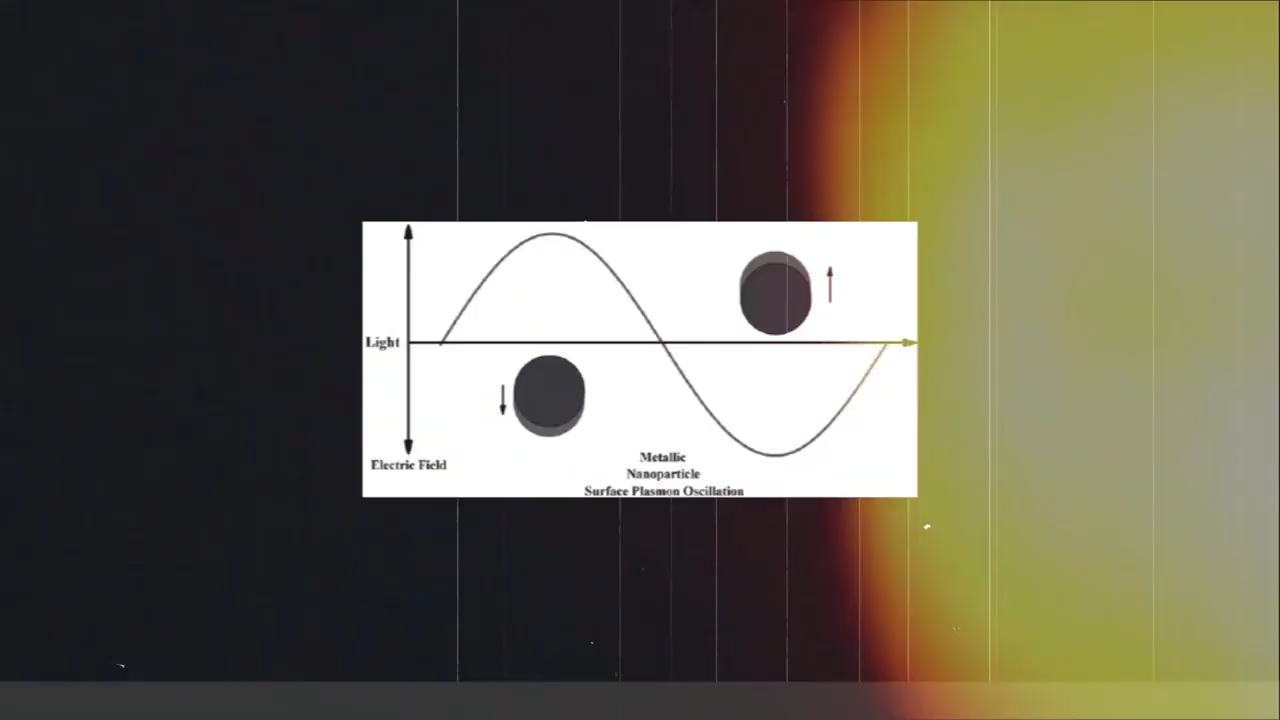 Light
Electric Field
Metallic
Nanoparticle
Surface Plasmon Oscillation